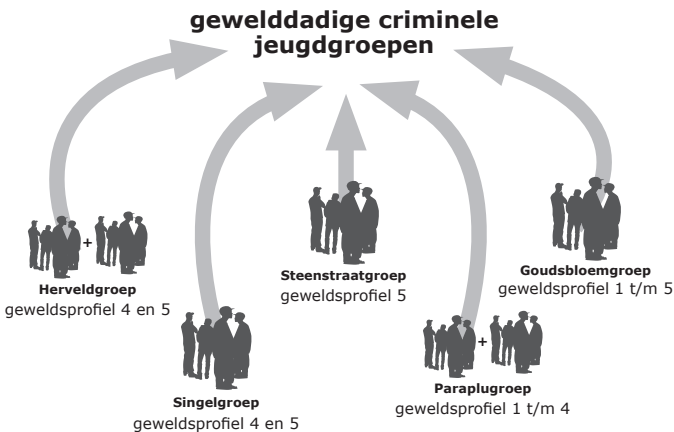 gewelddadige criminele
jeugdgroepen
+
Herveldgroep
geweldsprofiel 4 en 5
Steenstraatgroep
geweldsprofiel 5
Goudsbloemgroep
geweldsprofiel 1 t/m 5
Singelgroep
geweldsprofiel 4 en 5
+
Paraplugroep
geweldsprofiel 1 t/m 4